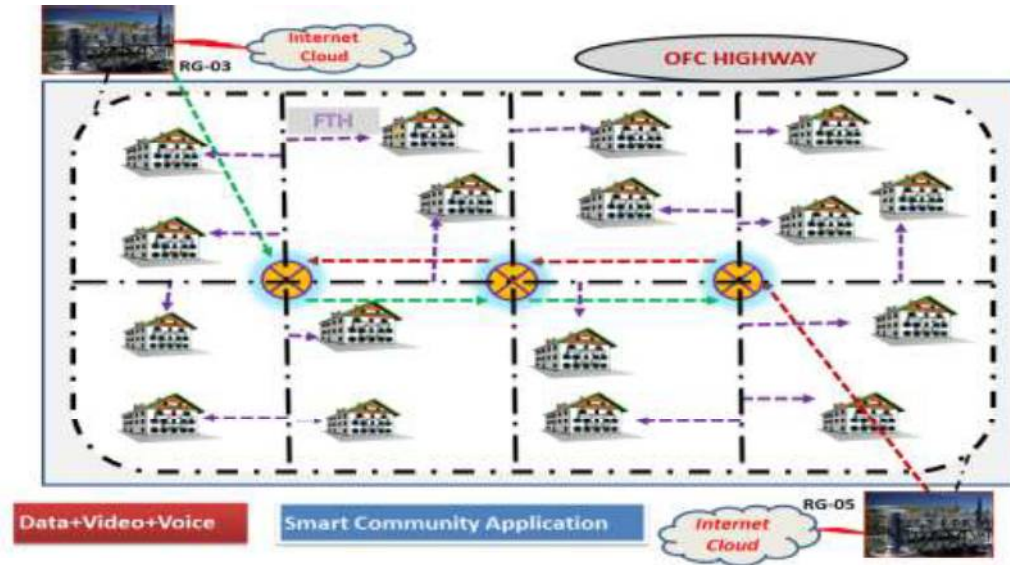 Internet
Cloud
RG-03
OFC HIGHWAY
FTH
Data+Video+Voice
Smart Community Application
RG-05
Internet
Cloud